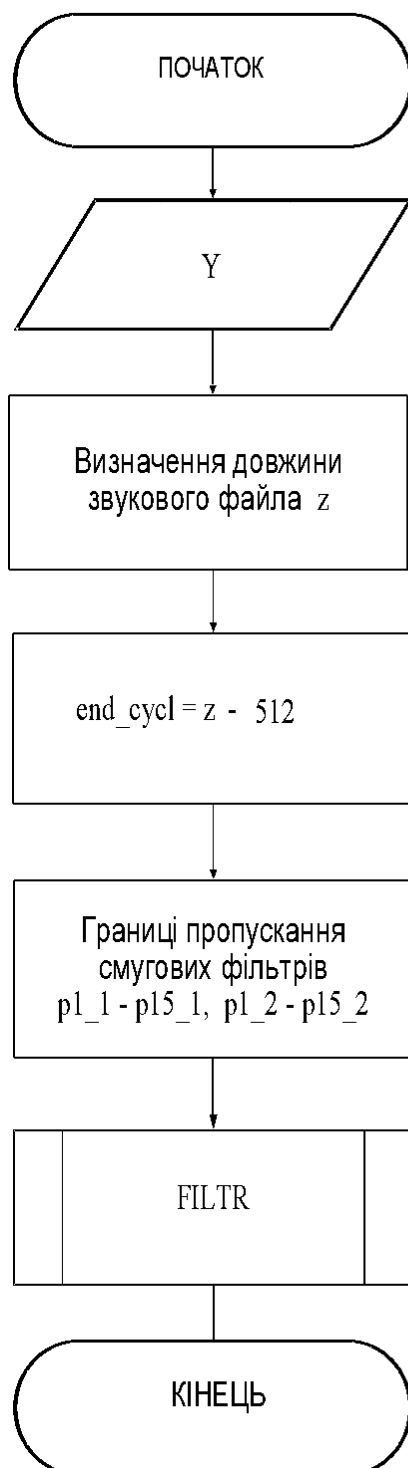 ПОЧАТОК
Y
Визначення довжини
звукового файла z
end_cycl = z - 512
Границі пропускання
смугових фільтрів
p1_1 - p15_1, p1_2 - p15_2
FILTR
КІНЕЦЬ